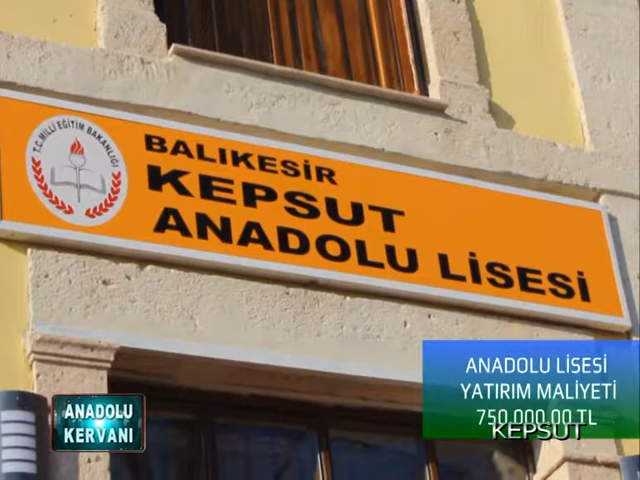 T.C. MİLLİ EĞİTİM BAKANLIĞI
BALIKESİR
KEPSUT
ANADOLU LİSESİ
ANADOLU LİSESİ
YATIRIM MALİYETİ
750.000.00 TL
KEPSUT
ANADOLU
KERVANI